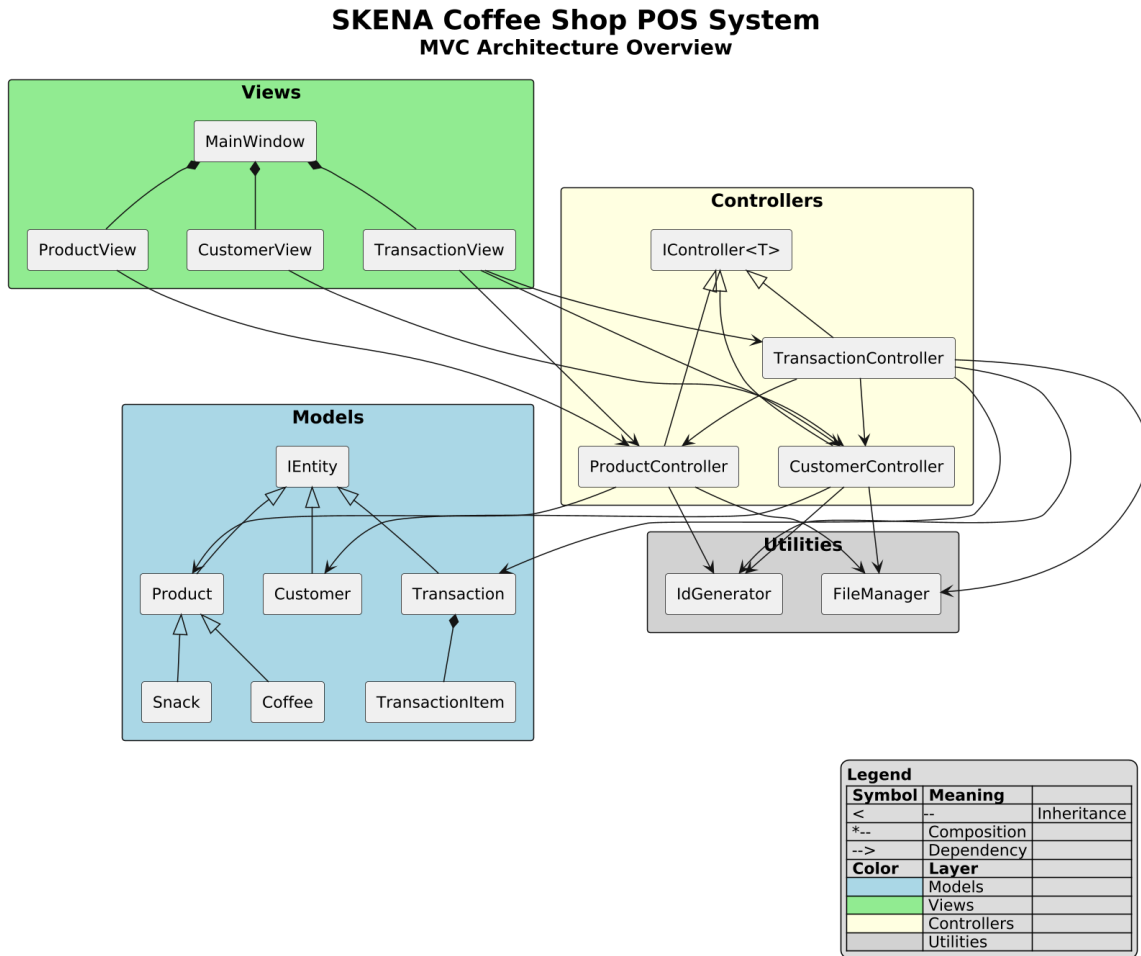 SKENA Coffee Shop POS System
MVC Architecture Overview
Views
MainWindow
ProductView
CustomerView
TransactionView
Controllers
IController<T>
TransactionController
ProductController
CustomerController
Models
IEntity
Product
Customer
Transaction
Snack
Coffee
TransactionItem
Utilities
IdGenerator
FileManager
Legend
Symbol Meaning
< -- Inheritance
*-- Composition
--> Dependency
Color Layer
Models
Views
Controllers
Utilities